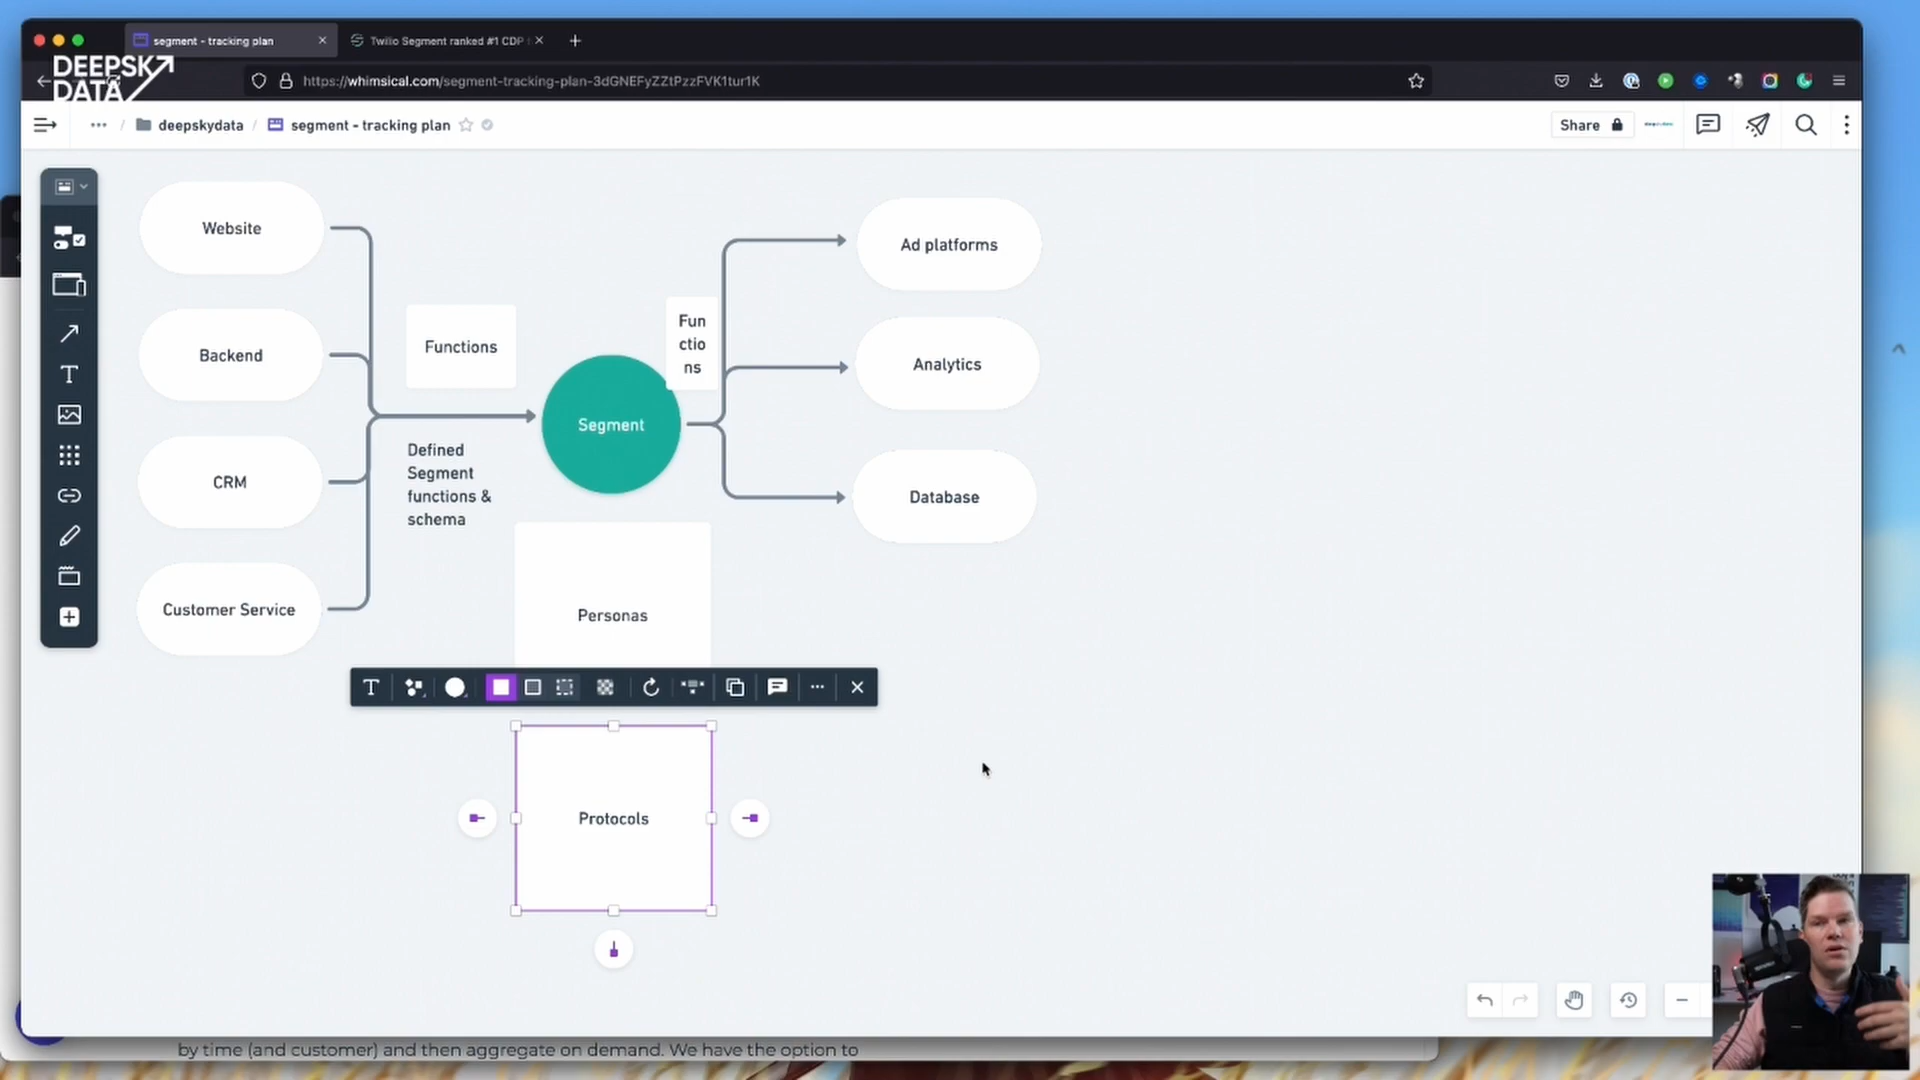 segment - tracking plan
Twilio Segment ranked #1 CDP
DEEPSK
DATA
https://whimsical.com/segment-tracking-plan-3dGNEFyZZtPzzFVK1tur1K
deepskydata
/
segment - tracking plan
Share
Website
Ad platforms
Functions
Fun
ctio
ns
Backend
Analytics
Segment
Defined
Segment
functions &
schema
CRM
Database
Customer Service
Personas
Protocols
by time (and customer) and then aggregate on demand. We have the option to